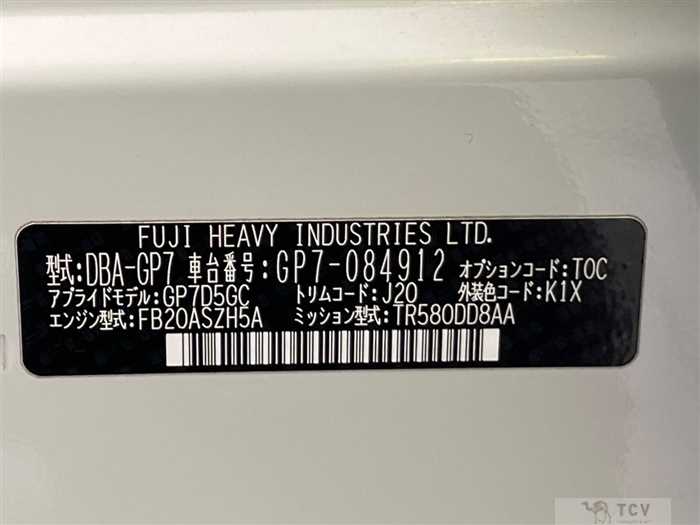 FUJI HEAVY INDUSTRIES LTD.
型式:DBA-GP7 車台番号:GP7-084912 オプションコード:TOC
アプライドモデル:GP7D5GC トリムコード:J20 外装色コード:K1X
エンジン型式:FB20ASZH5A ミッション型式:TR580DD8AA
TCV